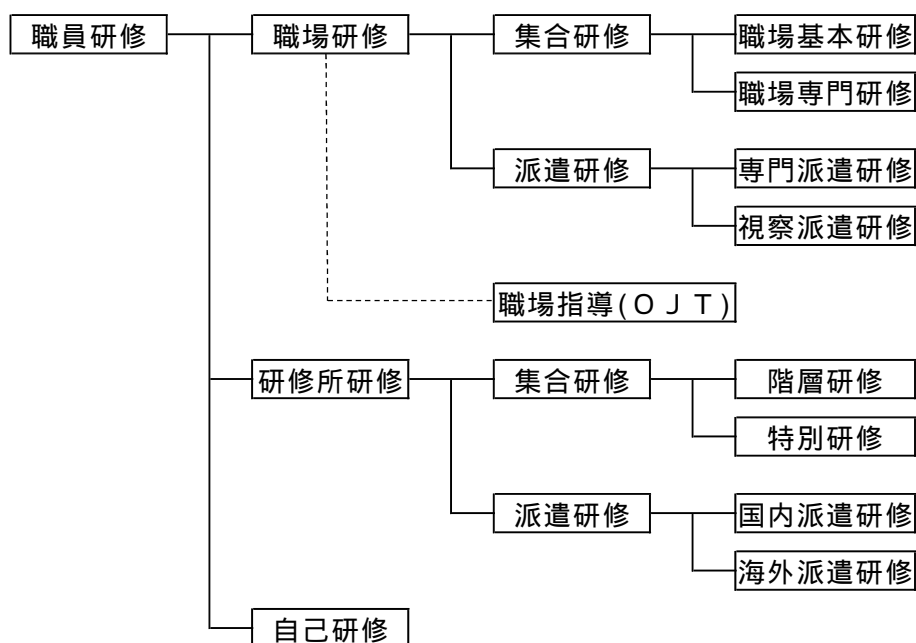 職員研修
職場研修
集合研修
職場基本研修
職場専門研修
派遣研修
専門派遣研修
視察派遣研修
職場指導(ＯＪＴ)
研修所研修
集合研修
階層研修
特別研修
派遣研修
国内派遣研修
海外派遣研修
自己研修